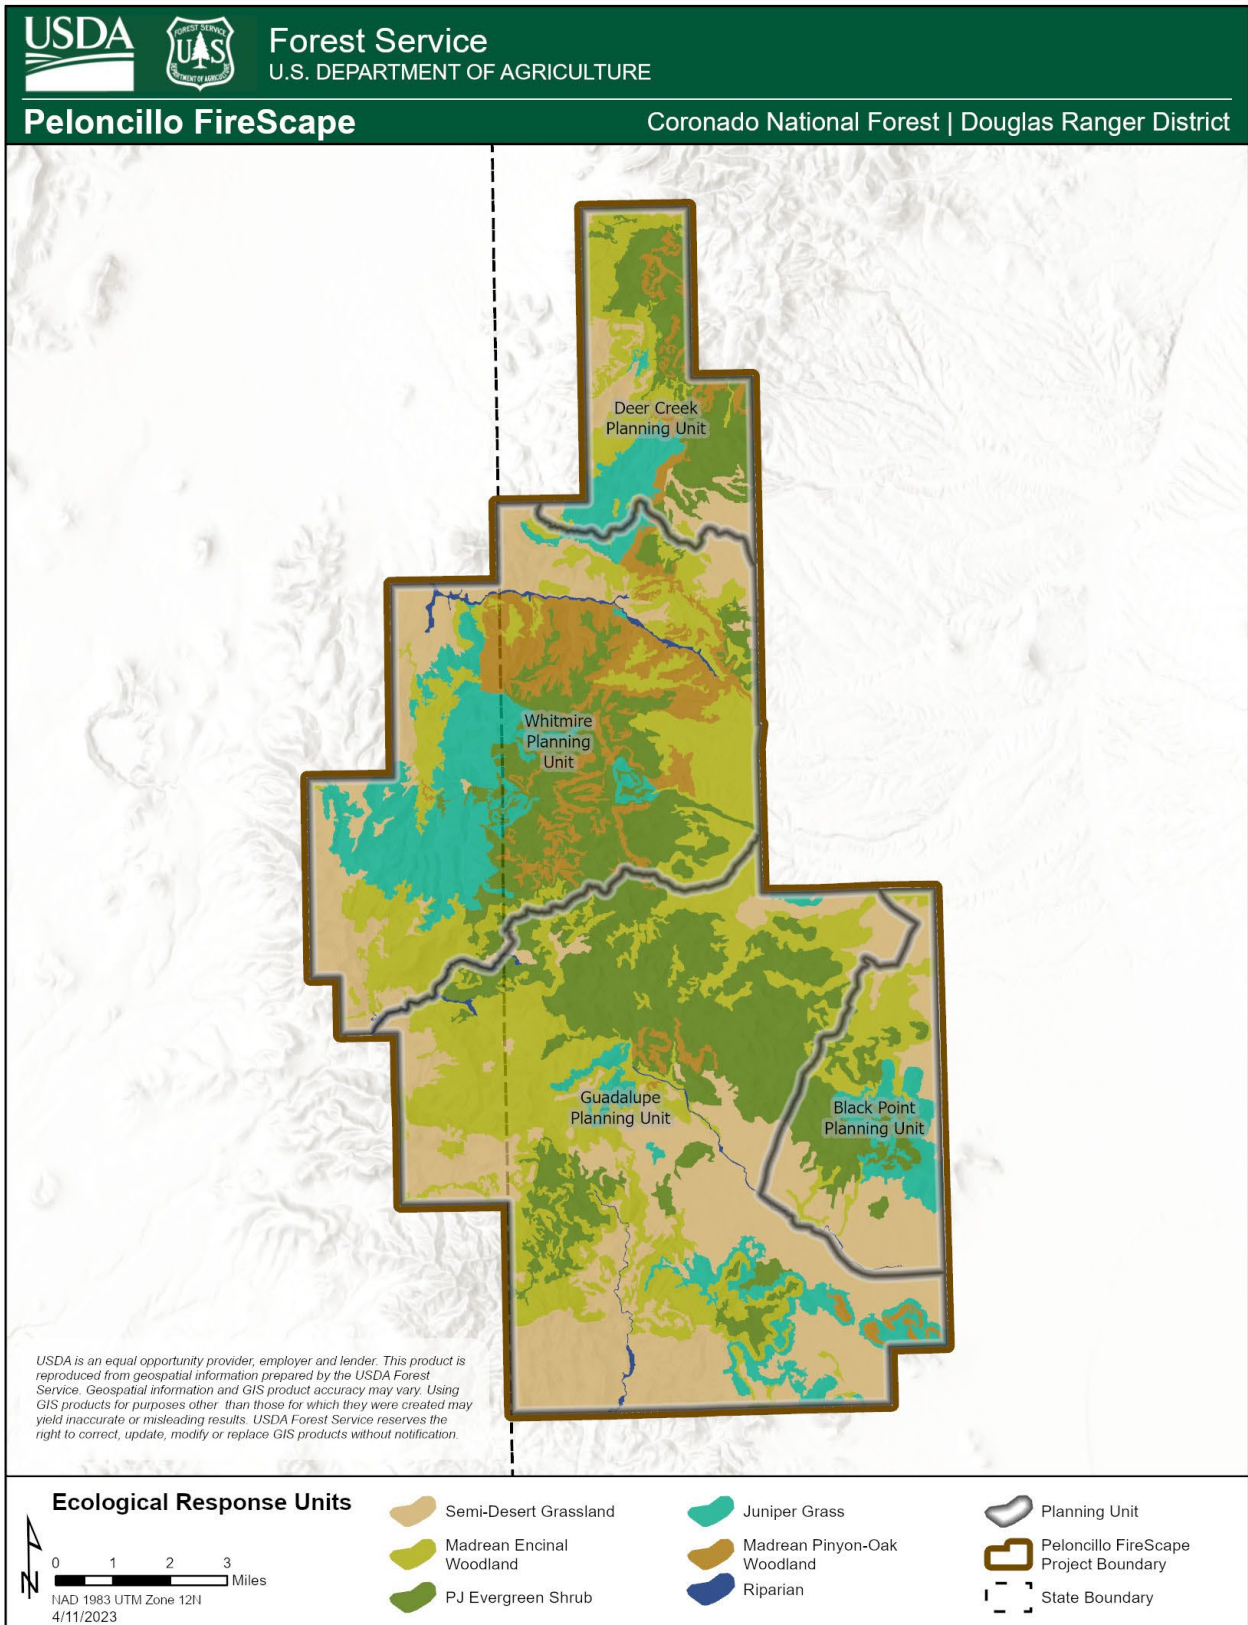 USDA
FOREST SERVICE
U S
DEPARTMENT OF AGRICULTURE
Forest Service
U.S. DEPARTMENT OF AGRICULTURE
Peloncillo FireScape
Coronado National Forest | Douglas Ranger District
Deer Creek
Planning Unit
Whitmire
Planning
Unit
Guadalupe
Planning Unit
Black Point
Planning Unit
USDA is an equal opportunity provider, employer and lender. This product is
reproduced from geospatial information prepared by the USDA Forest
Service. Geospatial information and GIS product accuracy may vary. Using
GIS products for purposes other than those for which they were created may
yield inaccurate or misleading results. USDA Forest Service reserves the
right to correct, update, modify or replace GIS products without notification.
Ecological Response Units
N
0 1 2 3
Miles
NAD 1983 UTM Zone 12N
4/11/2023
Semi-Desert Grassland
Madrean Encinal
Woodland
PJ Evergreen Shrub
Juniper Grass
Madrean Pinyon-Oak
Woodland
Riparian
Planning Unit
Peloncillo FireScape
Project Boundary
State Boundary